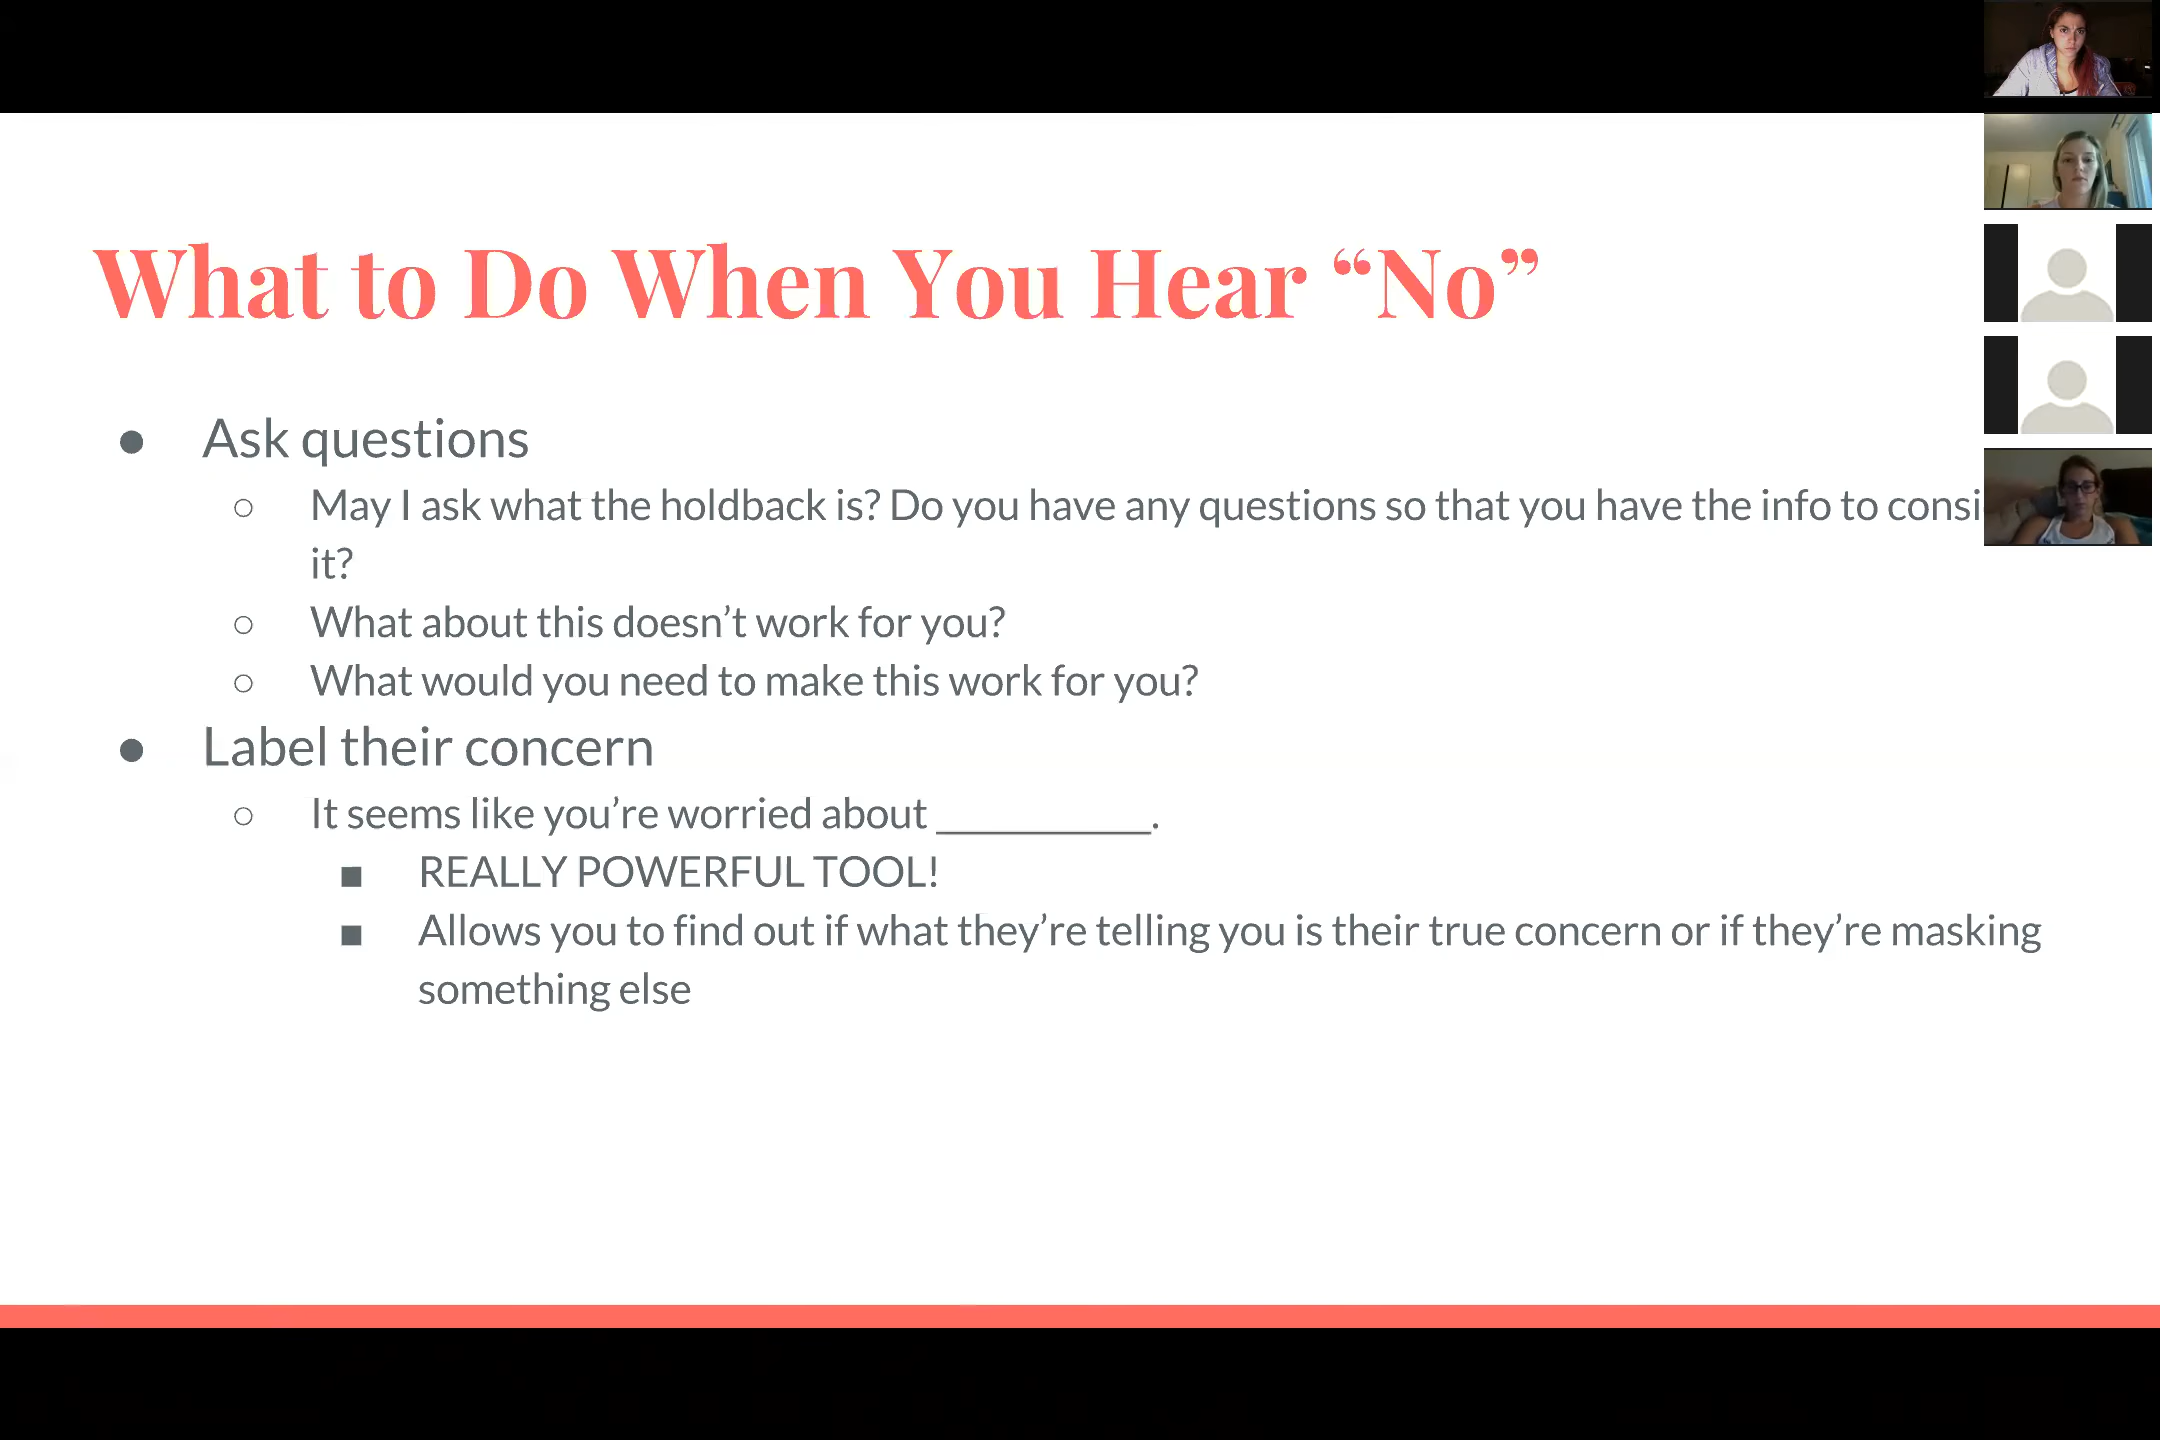 What to Do When You Hear “No”
● Ask questions
○ May I ask what the holdback is? Do you have any questions so that you have the info to
it?
○ What about this doesn’t work for you?
○ What would you need to make this work for you?
● Label their concern
○ It seems like you’re worried about ___________.
■ REALLY POWERFUL TOOL!
■ Allows you to find out if what they’re telling you is their true concern or if they’re masking
something else